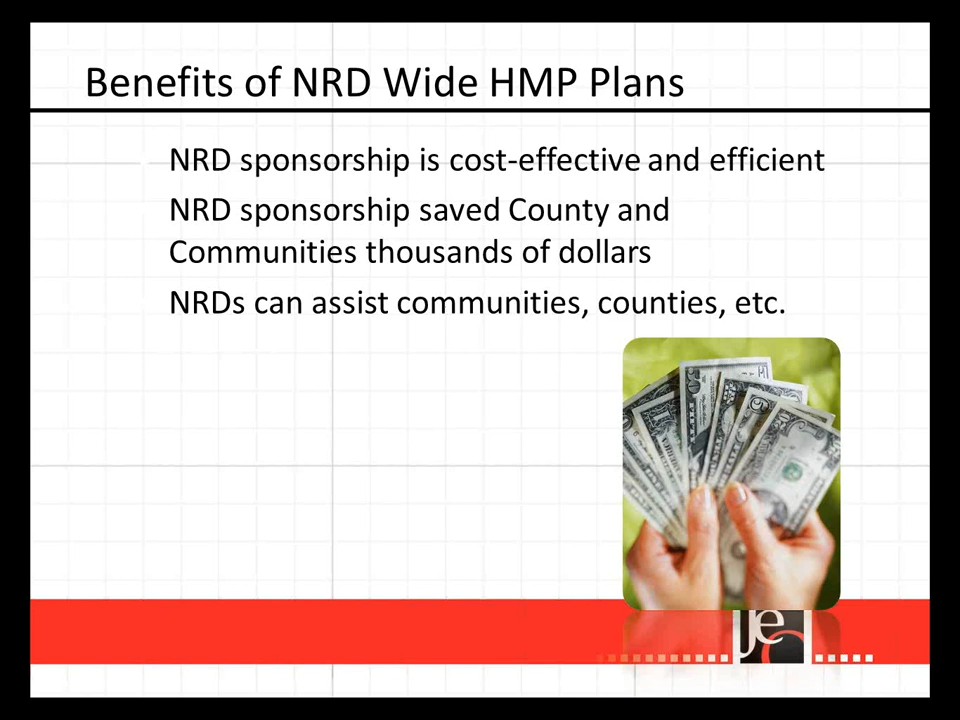 Benefits of NRD Wide HMP Plans
NRD sponsorship is cost-effective and efficient
NRD sponsorship saved County and
Communities thousands of dollars
NRDs can assist communities, counties, etc.
50